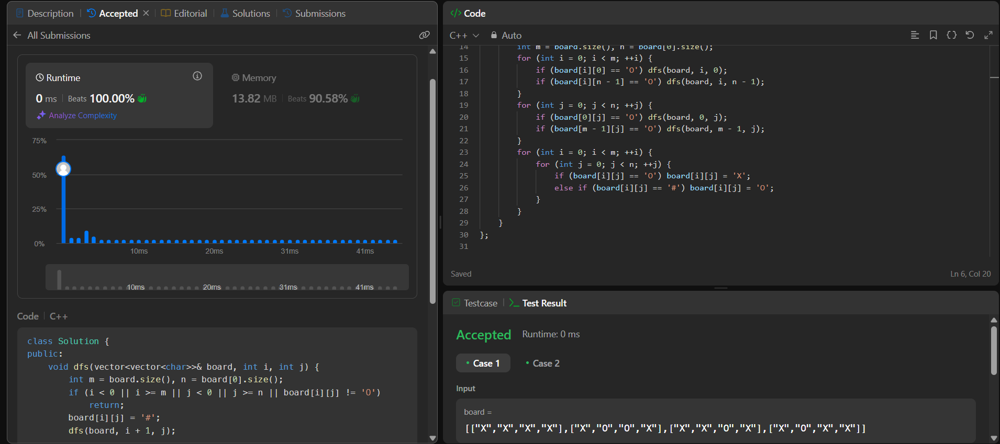 Description | Accepted × | Editorial | Solutions | Submissions
All Submissions
Runtime
0 ms | Beats 100.00%
Analyze Complexity
Memory
13.82 MB | Beats 90.58%
75%
50%
25%
0%
10ms 20ms 31ms 41ms
10ms 20ms 31ms 41ms
Code | C++
class Solution {
public:
    void dfs(vector<vector<char>>& board, int i, int j) {
        int m = board.size(), n = board[0].size();
        if (i < 0 || i >= m || j < 0 || j >= n || board[i][j] != 'O')
            return;
        board[i][j] = '#';
        dfs(board, i + 1, j);
</> Code
C++ Auto
14         int m = board.size(), n = board[0].size();
15         for (int i = 0; i < m; ++i) {
16             if (board[i][0] == 'O') dfs(board, i, 0);
17             if (board[i][n - 1] == 'O') dfs(board, i, n - 1);
18         }
19         for (int j = 0; j < n; ++j) {
20             if (board[0][j] == 'O') dfs(board, 0, j);
21             if (board[m - 1][j] == 'O') dfs(board, m - 1, j);
22         }
23         for (int i = 0; i < m; ++i) {
24             for (int j = 0; j < n; ++j) {
25                 if (board[i][j] == 'O') board[i][j] = 'X';
26                 else if (board[i][j] == '#') board[i][j] = 'O';
27             }
28         }
29     }
30 };
31
Saved
Ln 6, Col 20
Testcase | >_ Test Result
Accepted Runtime: 0 ms
• Case 1 • Case 2
Input
board =
[["X","X","X","X"],["X","O","O","X"],["X","X","O","X"],["X","O","X","X"]]